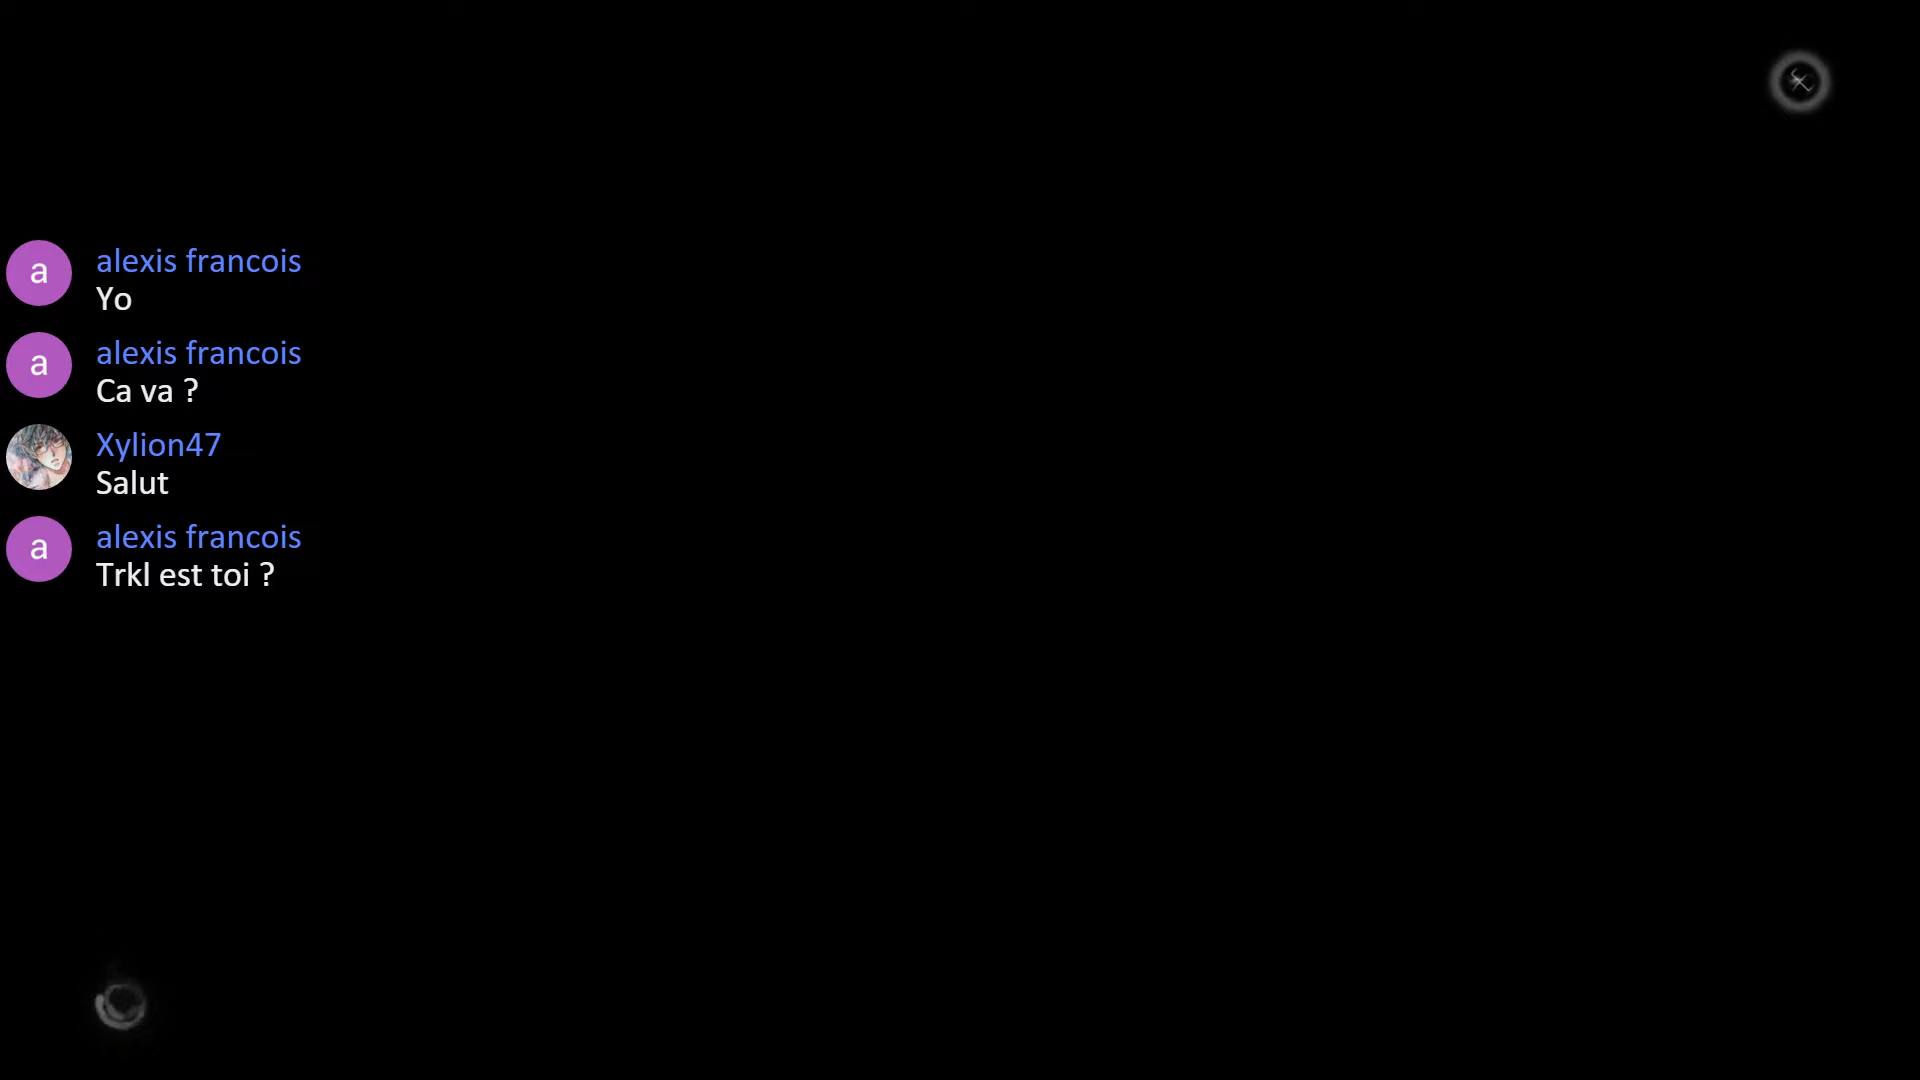 a
alexis francois
Yo
a
alexis francois
Ca va ?
Xylion47
Salut
a
alexis francois
Trkl est toi ?